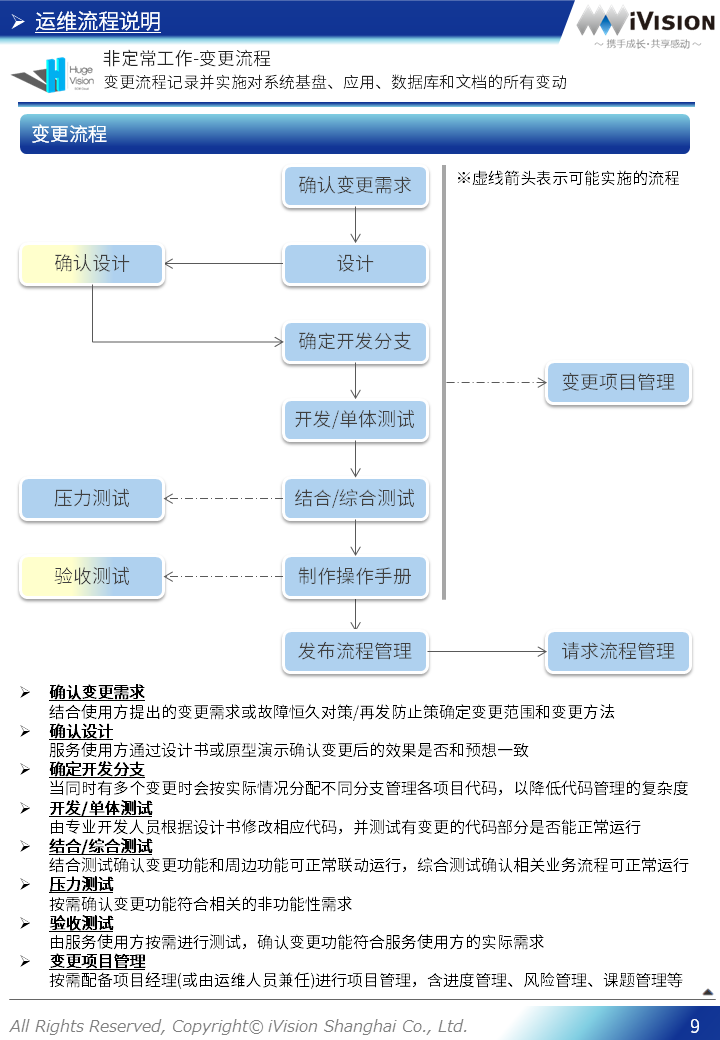 运维流程说明
iVISION
～ 携手成长·共享感动 ～
非定常工作-变更流程
Huge
Vision
变更流程记录并实施对系统基盘、应用、数据库和文档的所有变动
变更流程
确认变更需求
※虚线箭头表示可能实施的流程
确认设计
设计
确定开发分支
变更项目管理
开发/单体测试
压力测试
结合/综合测试
验收测试
制作操作手册
发布流程管理
请求流程管理
确认变更需求
结合使用方提出的变更需求或故障恒久对策/再发防止策确定变更范围和变更方法
确认设计
服务使用方通过设计书或原型演示确认变更后的效果是否和预想一致
确定开发分支
当同时有多个变更时会按实际情况分配不同分支管理各项目代码，以降低代码管理的复杂度
开发/单体测试
由专业开发人员根据设计书修改相应代码，并测试有变更的代码部分是否能正常运行
结合/综合测试
结合测试确认变更功能和周边功能可正常联动运行，综合测试确认相关业务流程可正常运行
压力测试
按需确认变更功能符合相关的非功能性需求
验收测试
由服务使用方按需进行测试，确认变更功能符合服务使用方的实际需求
变更项目管理
按需配备项目经理(或由运维人员兼任)进行项目管理，含进度管理、风险管理、课题管理等
All Rights Reserved, Copyright© iVision Shanghai Co., Ltd.
9